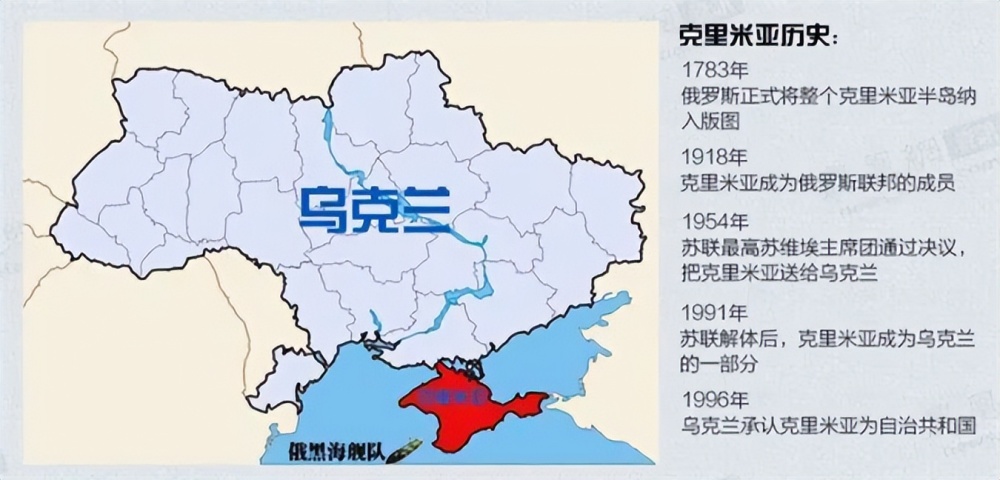 克里米亚历史：
1783年
俄罗斯正式将整个克里米亚半岛纳
入版图
1918年
克里米亚成为俄罗斯联邦的成员
1954年
苏联最高苏维埃主席团通过决议，
把克里米亚送给乌克兰
1991年
苏联解体后，克里米亚成为乌克兰
的一部分
1996年
乌克兰承认克里米亚为自治共和国
乌克兰
克里米亚
俄黑海舰队